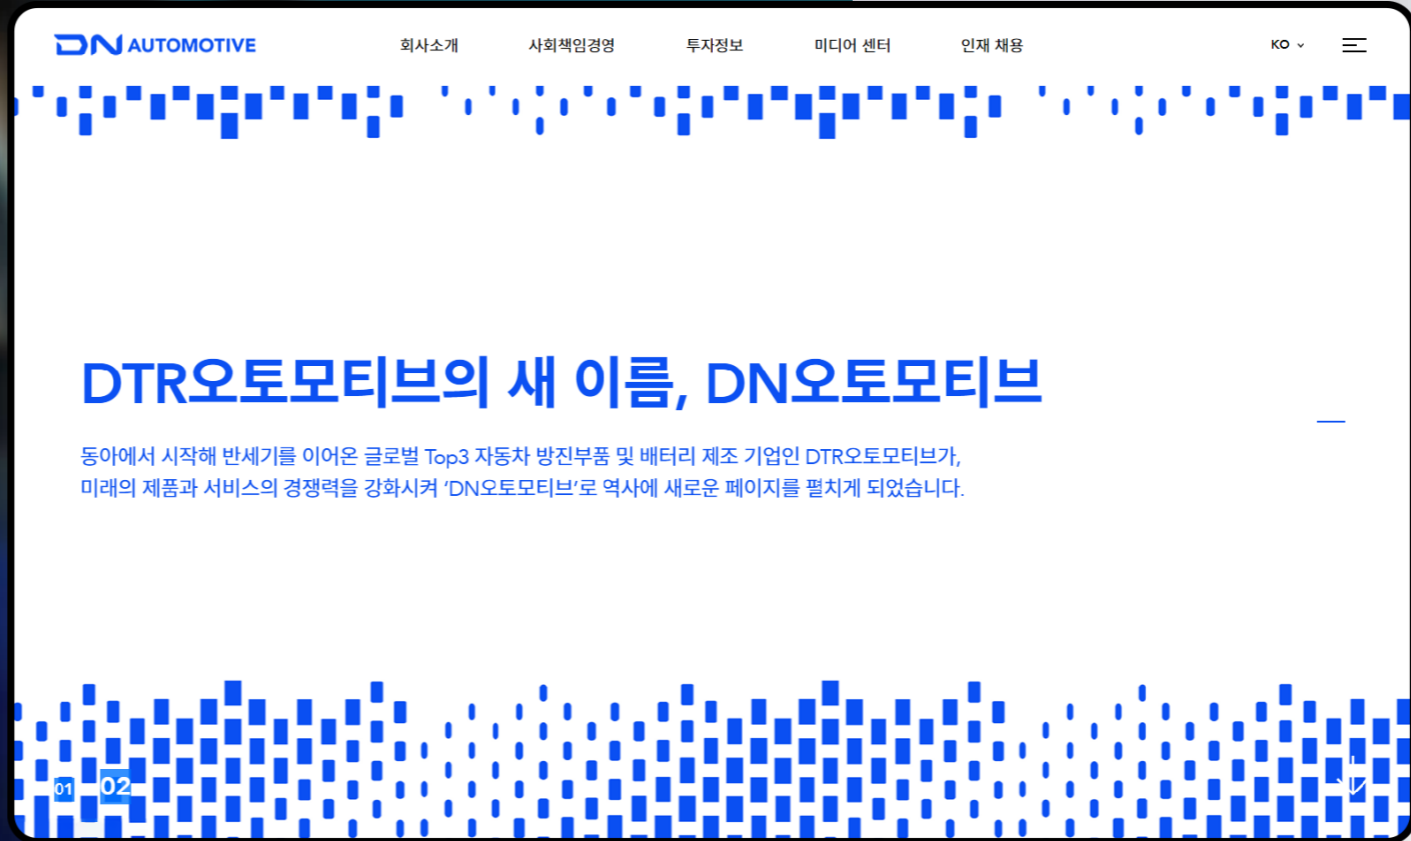 DN AUTOMOTIVE
회사소개
사회책임경영
투자정보
미디어 센터
인재 채용
KO
DTR오토모티브의 새 이름, DN오토모티브
동아에서 시작해 반세기를 이어온 글로벌 Top3 자동차 방진부품 및 배터리 제조 기업인 DTR오토모티브가,
미래의 제품과 서비스의 경쟁력을 강화시켜 ‘DN오토모티브’로 역사에 새로운 페이지를 펼치게 되었습니다.
01
02